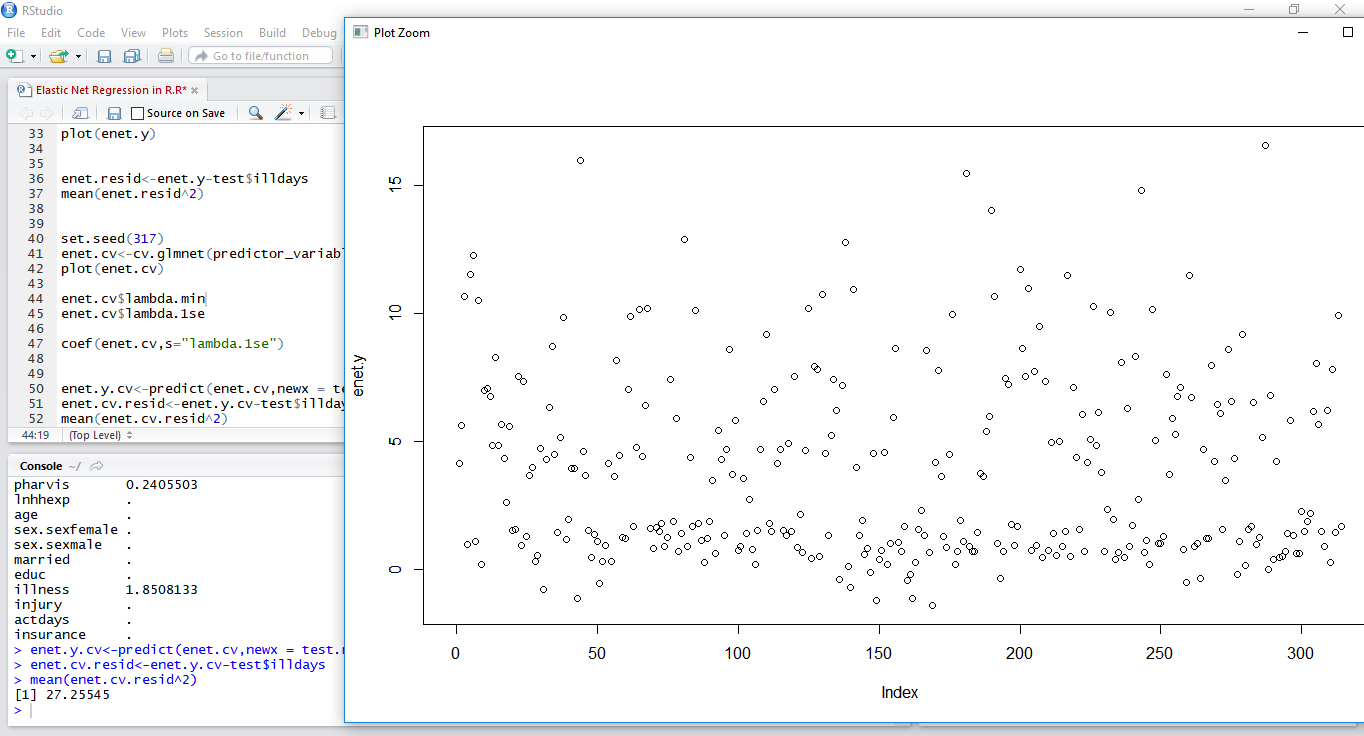 RStudio
File Edit Code View Plots Session Build Debug
Go to file/function
Elastic Net Regression in R.R*
Source on Save
33 plot(enet.y)
34
35
36 enet.resid<-enet.y-test$illdays
37 mean(enet.resid^2)
38
39
40 set.seed(317)
41 enet.cv<-cv.glmnet(predictor_variabl
42 plot(enet.cv)
43
44 enet.cv$lambda.min
45 enet.cv$lambda.1se
46
47 coef(enet.cv,s="lambda.1se")
48
49
50 enet.y.cv<-predict(enet.cv,newx = te
51 enet.cv.resid<-enet.y.cv-test$illday
52 mean(enet.cv.resid^2)
44:19 (Top Level)
Console ~/
pharvis 0.2405503
lnhhexp .
age .
sex.sexfemale .
sex.sexmale .
married .
educ .
illness 1.8508133
injury .
actdays .
insurance .
> enet.y.cv<-predict(enet.cv,newx = test.m
> enet.cv.resid<-enet.y.cv-test$illdays
> mean(enet.cv.resid^2)
[1] 27.25545
>
Plot Zoom
enet.y
15
10
5
0
0 50 100 150 200 250 300
Index